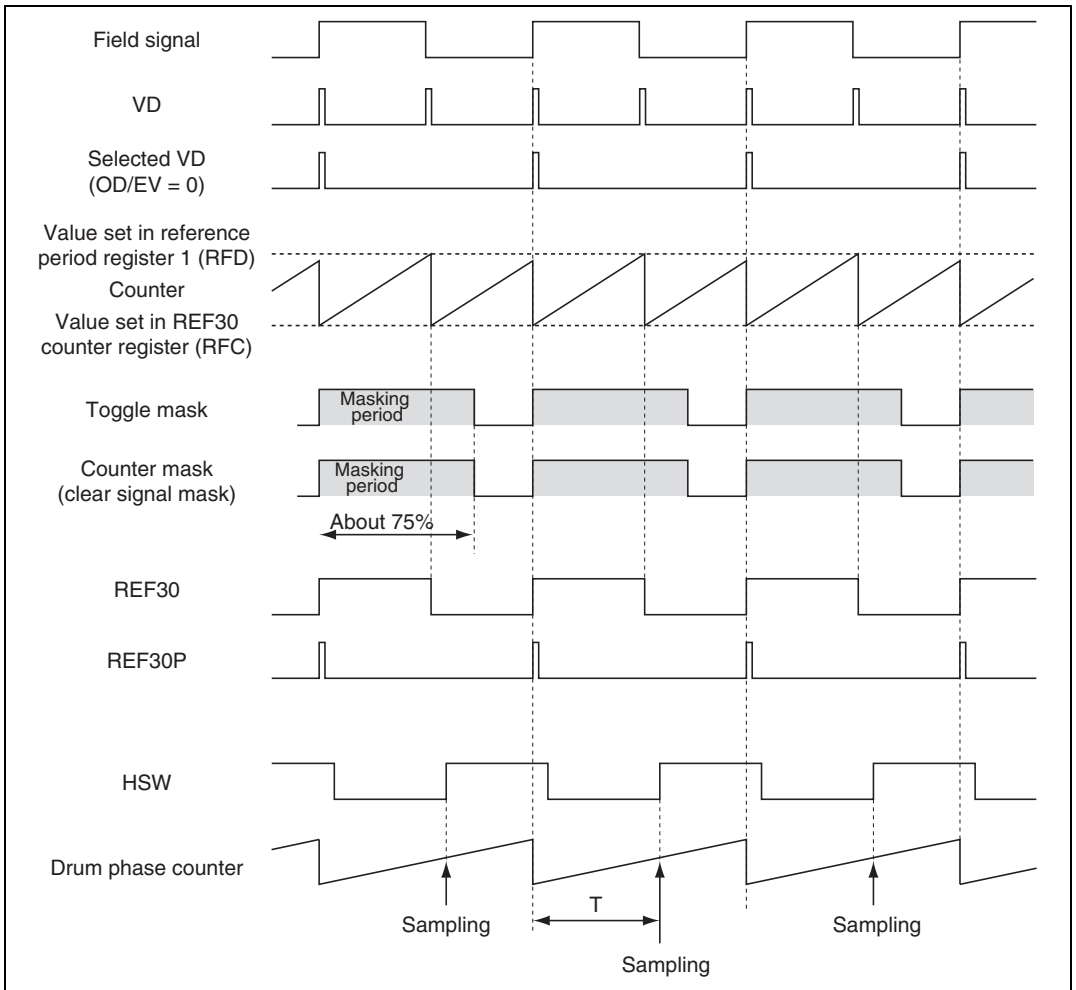 Field signal
VD
Selected VD
(OD/EV = 0)
Value set in reference
period register 1 (RFD)
Counter
Value set in REF30
counter register (RFC)
Toggle mask
Masking
period
Counter mask
(clear signal mask)
Masking
period
About 75%
REF30
REF30P
HSW
Drum phase counter
Sampling
T
Sampling
Sampling